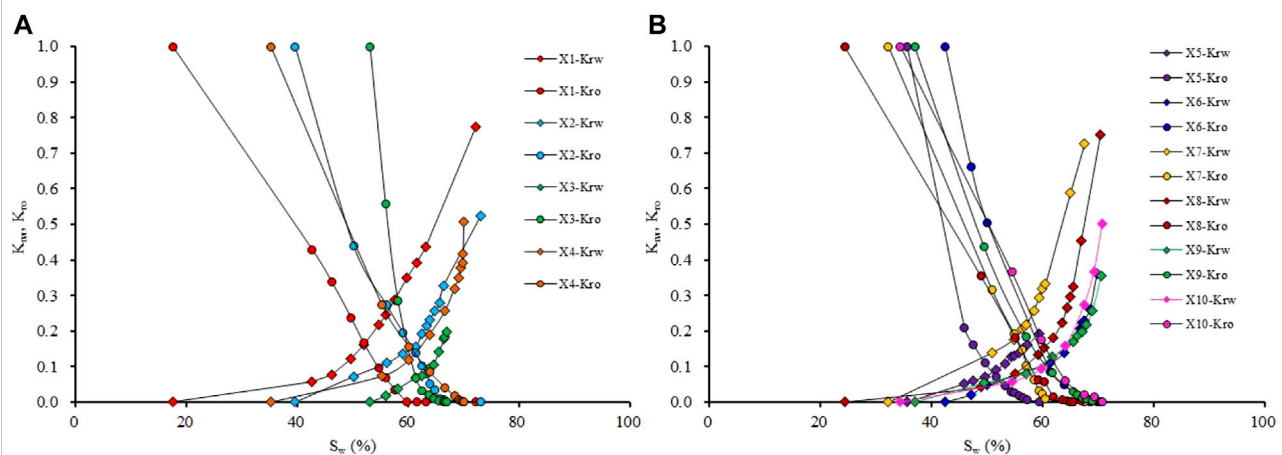 A
1.0
0.9
0.8
0.7
0.6
0.5
0.4
0.3
0.2
0.1
0.0
Krw, Kro
0 20 40 60 80 100
Sw (%)
X1-Krw
X1-Kro
X2-Krw
X2-Kro
X3-Krw
X3-Kro
X4-Krw
X4-Kro
B
1.0
0.9
0.8
0.7
0.6
0.5
0.4
0.3
0.2
0.1
0.0
Krw, Kro
0 20 40 60 80 100
Sw (%)
X5-Krw
X5-Kro
X6-Krw
X6-Kro
X7-Krw
X7-Kro
X8-Krw
X8-Kro
X9-Krw
X9-Kro
X10-Krw
X10-Kro